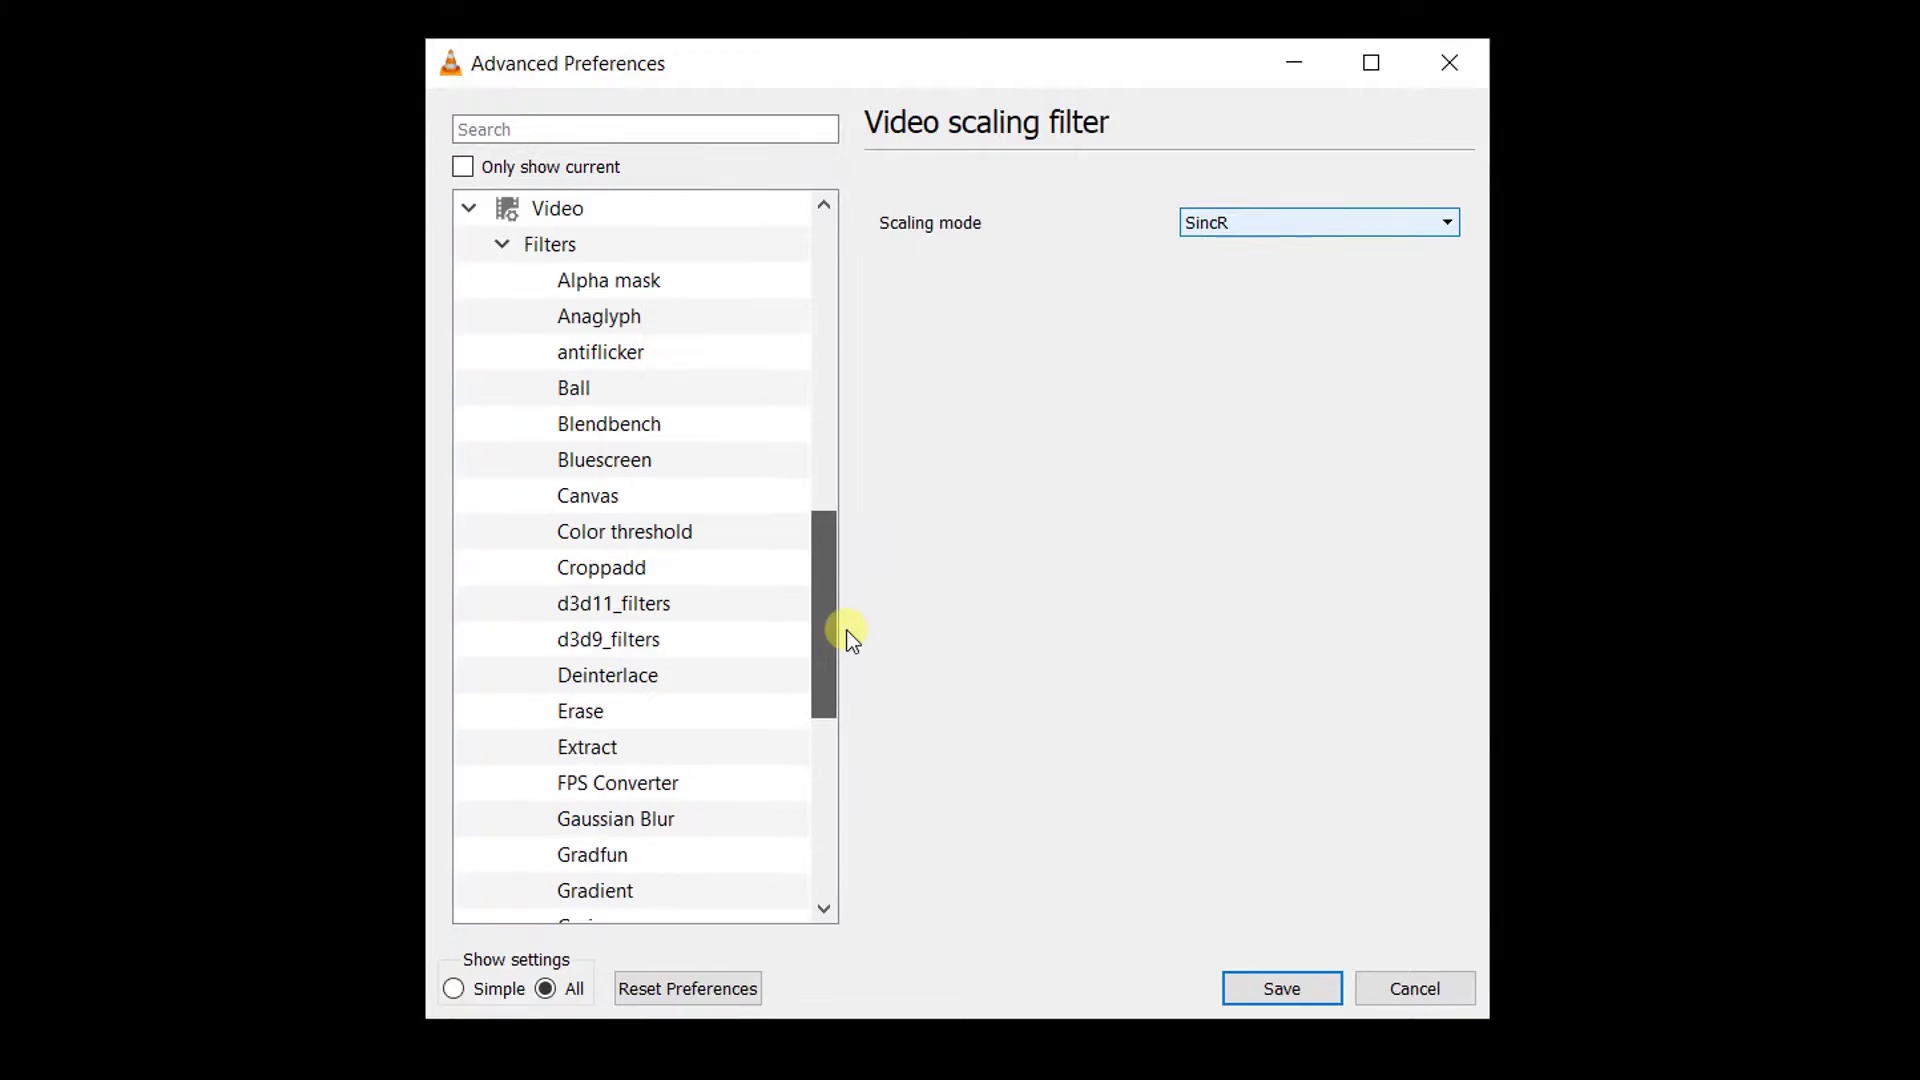 Advanced Preferences
Search
Only show current
Video
Filters
Alpha mask
Anaglyph
antiflicker
Ball
Blendbench
Bluescreen
Canvas
Color threshold
Croppadd
d3d11_filters
d3d9_filters
Deinterlace
Erase
Extract
FPS Converter
Gaussian Blur
Gradfun
Gradient
Video scaling filter
Scaling mode
SincR
Show settings
Simple
All
Reset Preferences
Save
Cancel